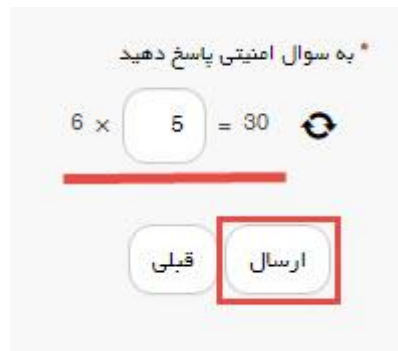 * به سوال امنیتی پاسخ دهید
6 × 5 = 30
ارسال قبلی